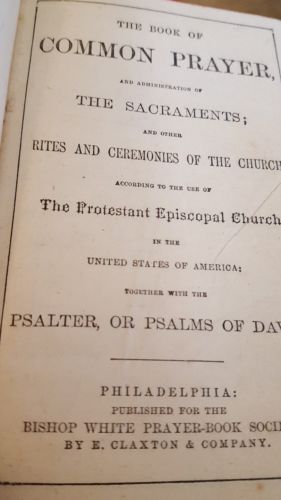 THE BOOK OF
COMMON PRAYER,
AND ADMINISTRATION OF
THE SACRAMENTS;
AND OTHER
RITES AND CEREMONIES OF THE CHURCH
ACCORDING TO THE USE OF
The Protestant Episcopal Church
IN THE
UNITED STATES OF AMERICA;
TOGETHER WITH THE
PSALTER, OR PSALMS OF
PHILADELPHIA:
PUBLISHED FOR THE
BISHOP WHITE PRAYER-BOOK
BY E. CLAXTON & COMPANY.